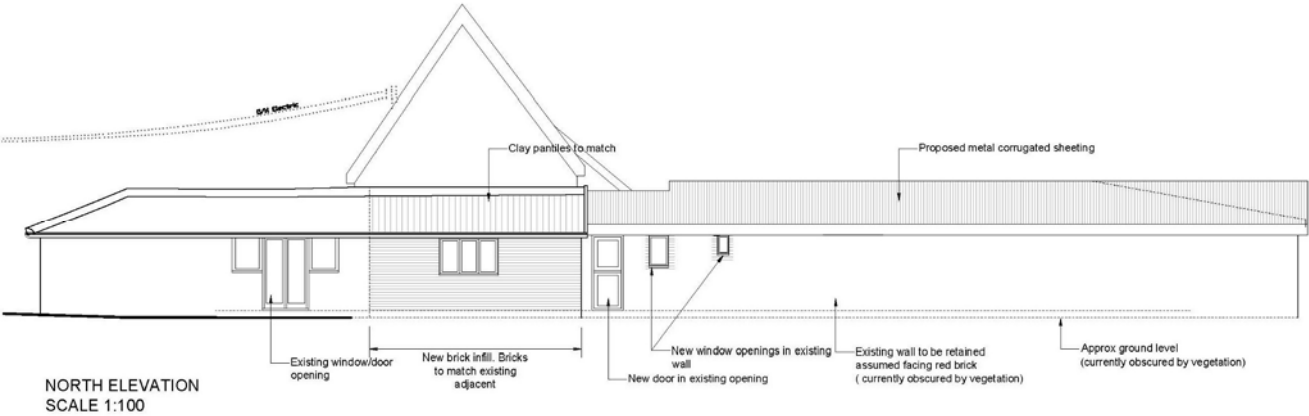 O/H Electric
Clay pantiles to match
Proposed metal corrugated sheeting
Existing window/door
opening
New brick infill. Bricks
to match existing
adjacent
New window openings in existing
wall
New door in existing opening
Existing wall to be retained
assumed facing red brick
( currently obscured by vegetation)
Approx ground level
(currently obscured by vegetation)
NORTH ELEVATION
SCALE 1:100